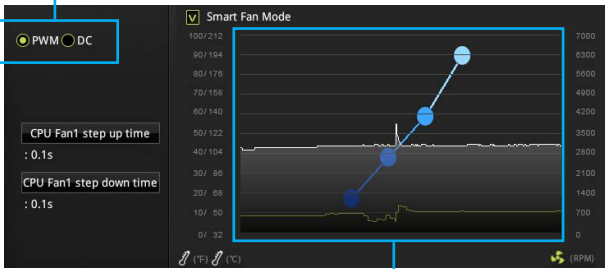 Smart Fan Mode
PWM DC
100/212 7000
90/194 6300
80/176 5600
70/158 4900
60/140 4200
50/122 3500
40/104 2800
30/ 86 2100
20/ 68 1400
10/ 50 700
0/ 32 0
CPU Fan1 step up time
: 0.1s
CPU Fan1 step down time
: 0.1s
(°F) (°C) (RPM)